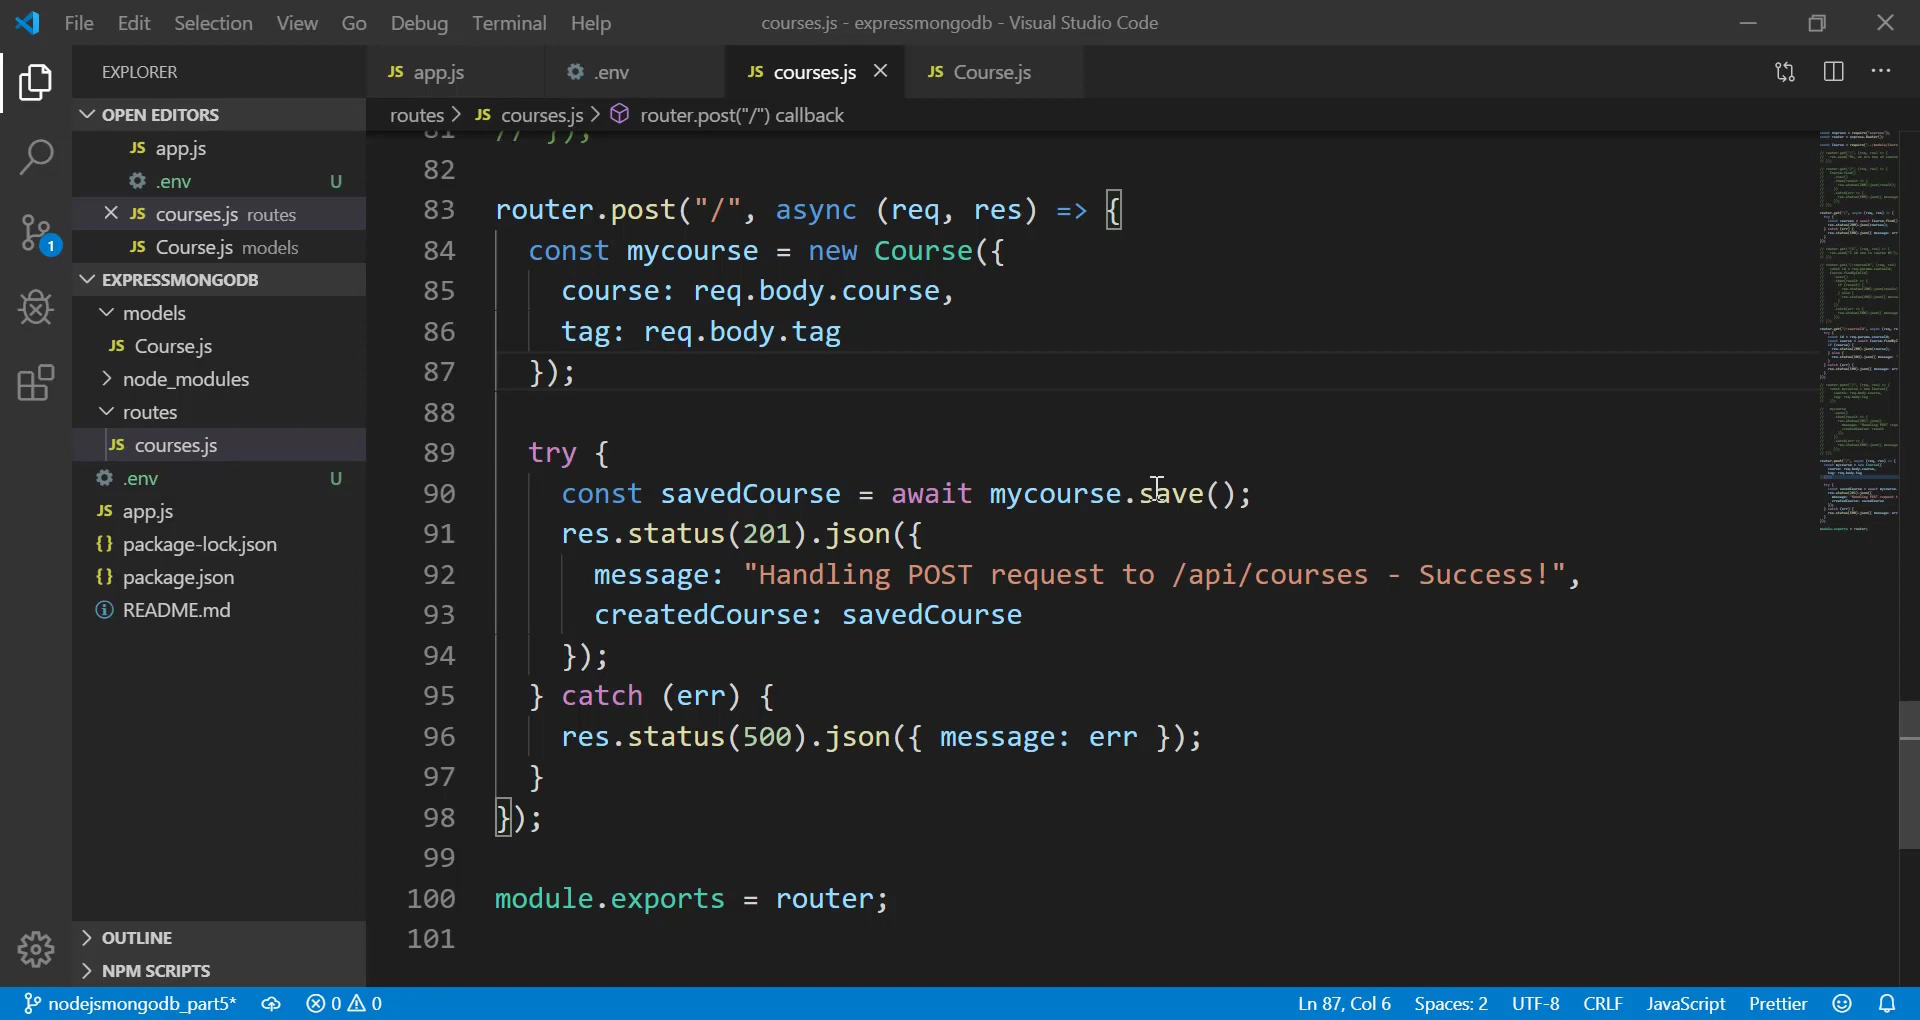 File Edit Selection View Go Debug Terminal Help
courses.js - expressmongodb - Visual Studio Code
EXPLORER
OPEN EDITORS
JS app.js
.env U
JS courses.js routes
JS Course.js models
EXPRESSMONGODB
models
JS Course.js
node_modules
routes
JS courses.js
.env U
JS app.js
{} package-lock.json
{} package.json
README.md
OUTLINE
NPM SCRIPTS
1
JS app.js
.env
JS courses.js
JS Course.js
routes > JS courses.js > router.post("/") callback
81 // });
82
83 router.post("/", async (req, res) => {
84 const mycourse = new Course({
85 course: req.body.course,
86 tag: req.body.tag
87 });
88
89 try {
90 const savedCourse = await mycourse.save();
91 res.status(201).json({
92 message: "Handling POST request to /api/courses - Success!",
93 createdCourse: savedCourse
94 });
95 } catch (err) {
96 res.status(500).json({ message: err });
97 }
98 });
99
100 module.exports = router;
101
nodejsmongodb_part5* 0 0
Ln 87, Col 6 Spaces: 2 UTF-8 CRLF JavaScript Prettier